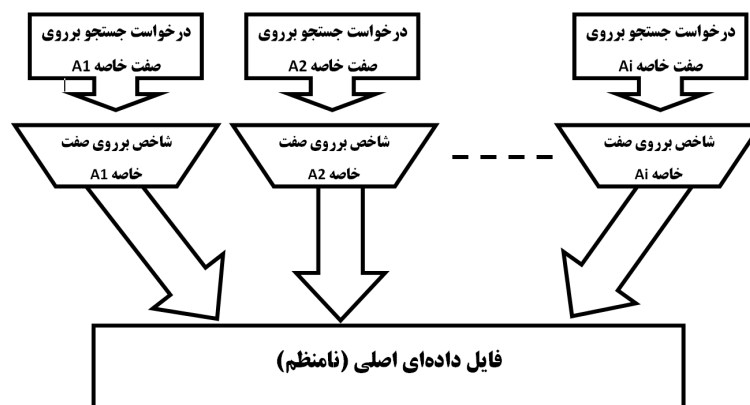 درخواست جستجو برروی
صفت خاصه A1
درخواست جستجو برروی
صفت خاصه A2
درخواست جستجو برروی
صفت خاصه Ai
شاخص برروی صفت
خاصه A1
شاخص برروی صفت
خاصه A2
شاخص برروی صفت
خاصه Ai
فایل داده‌ای اصلی (نامنظم)